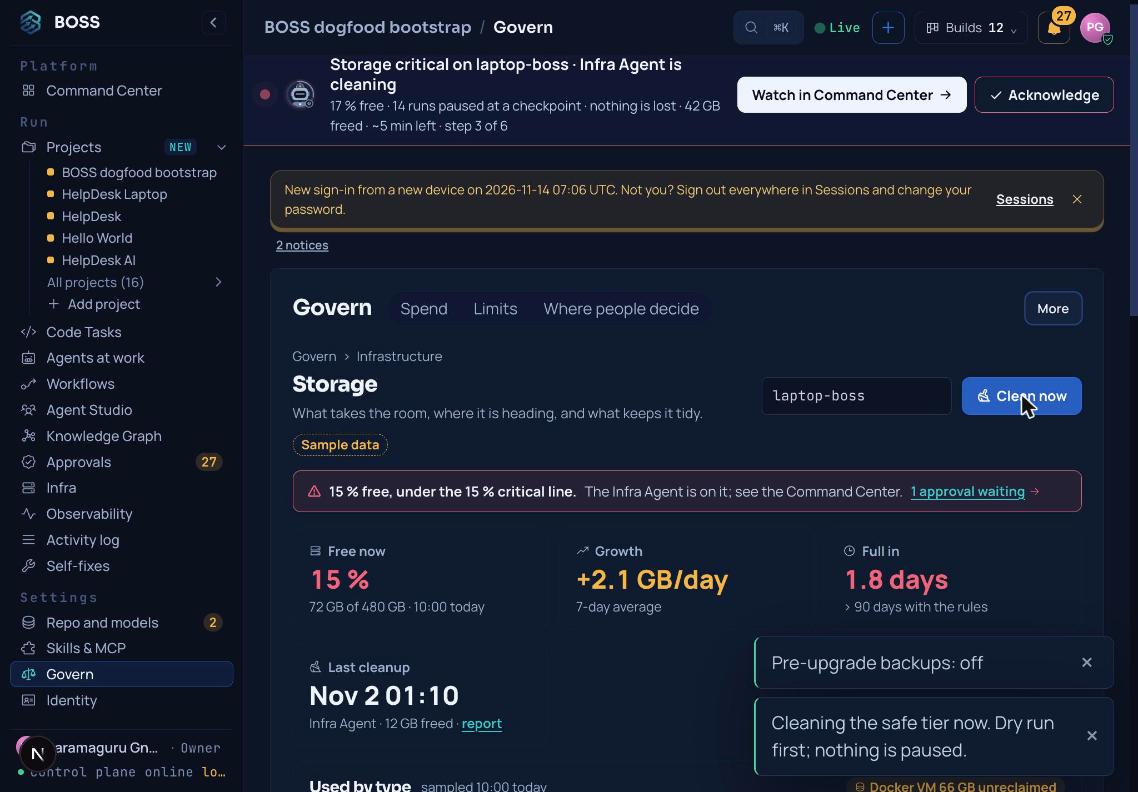 BOSS
Platform
Command Center
Run
Projects NEW
BOSS dogfood bootstrap
HelpDesk Laptop
HelpDesk
Hello World
HelpDesk AI
All projects (16)
Add project
Code Tasks
Agents at work
Workflows
Agent Studio
Knowledge Graph
Approvals 27
Infra
Observability
Activity log
Self-fixes
Settings
Repo and models 2
Skills & MCP
Govern
Identity
aramaguru Gn… · Owner
N
control plane online lo…
BOSS dogfood bootstrap / Govern
⌘K
Live
+
Builds 12
27
PG
Storage critical on laptop-boss · Infra Agent is
cleaning
17 % free · 14 runs paused at a checkpoint · nothing is lost · 42 GB
freed · ~5 min left · step 3 of 6
Watch in Command Center →
Acknowledge
New sign-in from a new device on 2026-11-14 07:06 UTC. Not you? Sign out everywhere in Sessions and change your
password.
Sessions
2 notices
Govern Spend Limits Where people decide More
Govern › Infrastructure
Storage
What takes the room, where it is heading, and what keeps it tidy.
laptop-boss
Clean now
Sample data
15 % free, under the 15 % critical line. The Infra Agent is on it; see the Command Center. 1 approval waiting →
Free now
15 %
72 GB of 480 GB · 10:00 today
Growth
+2.1 GB/day
7-day average
Full in
1.8 days
> 90 days with the rules
Last cleanup
Nov 2 01:10
Infra Agent · 12 GB freed · report
Pre-upgrade backups: off
Cleaning the safe tier now. Dry run
first; nothing is paused.
Used by type sampled 10:00 today
Docker VM 66 GB unreclaimed